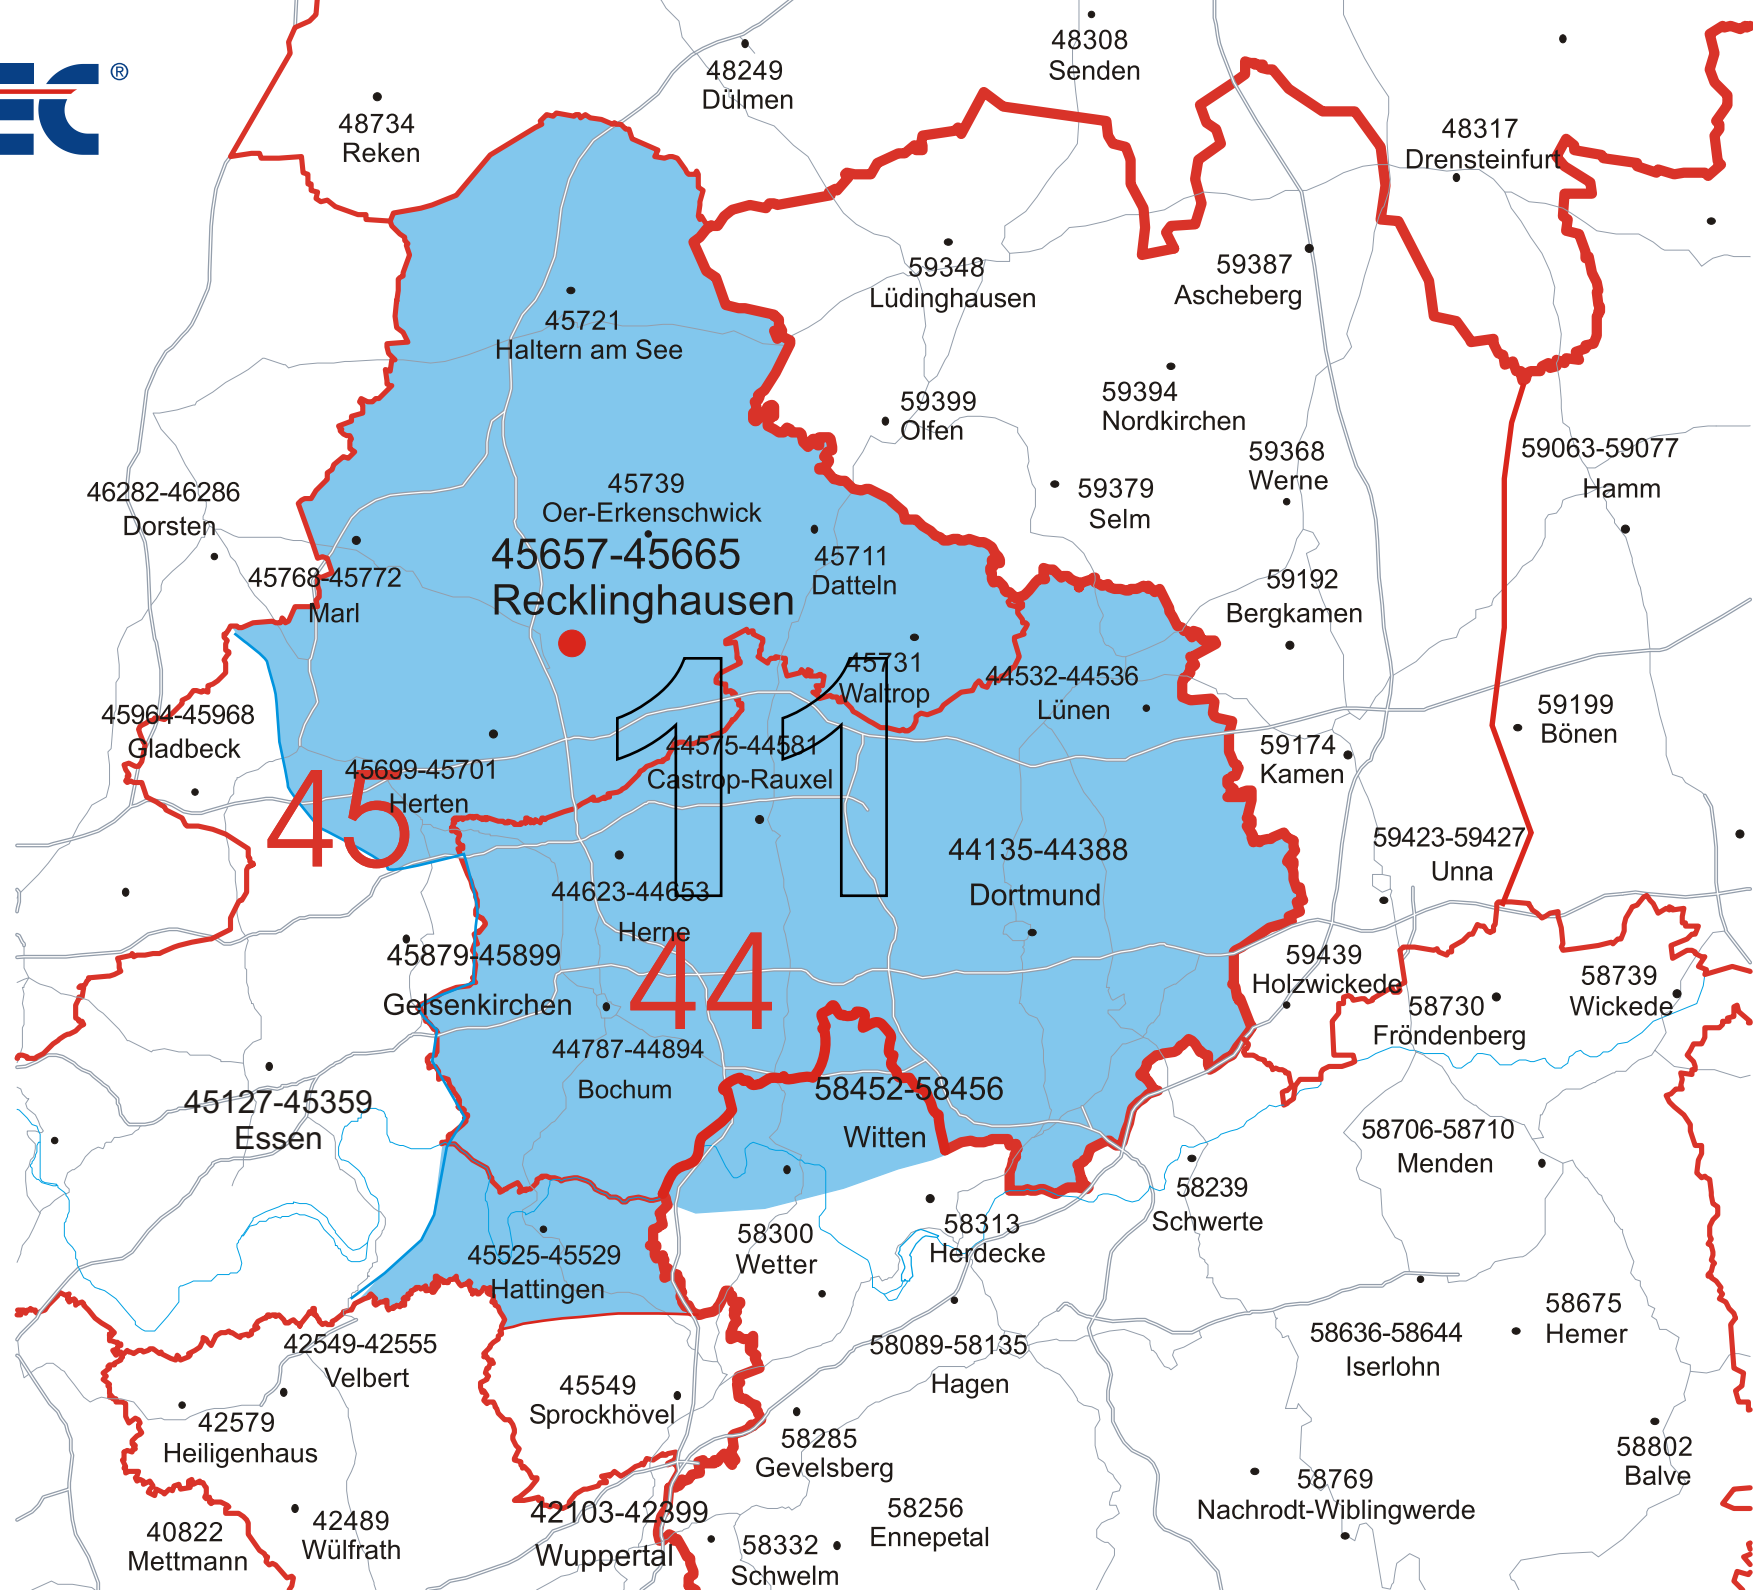 48308
Senden
48249
Dülmen
EC®
48734
Reken
48317
Drensteinfurt
59348
Lüdinghausen
59387
Ascheberg
45721
Haltern am See
59399
Olfen
59394
Nordkirchen
59368
Werne
59063-59077
Hamm
46282-46286
Dorsten
45739
Oer-Erkenschwick
59379
Selm
45657-45665
Recklinghausen
45711
Datteln
45768-45772
Marl
59192
Bergkamen
45731
Waltrop
44532-44536
Lünen
45964-45968
Gladbeck
59199
Bönen
44575-44581
Castrop-Rauxel
59174
Kamen
45699-45701
Herten
11
45
44135-44388
Dortmund
59423-59427
Unna
44623-44653
Herne
45879-45899
Gelsenkirchen
44
59439
Holzwickede
58730
Fröndenberg
58739
Wickede
44787-44894
Bochum
45127-45359
Essen
58452-58456
Witten
58706-58710
Menden
58239
Schwerte
58300
Wetter
58313
Herdecke
45525-45529
Hattingen
42549-42555
Velbert
58089-58135
Hagen
58636-58644
Iserlohn
58675
Hemer
45549
Sprockhövel
42579
Heiligenhaus
58285
Gevelsberg
58802
Balve
58769
Nachrodt-Wiblingwerde
42103-42399
Wuppertal
58256
Ennepetal
42489
Wülfrath
40822
Mettmann
58332
Schwelm